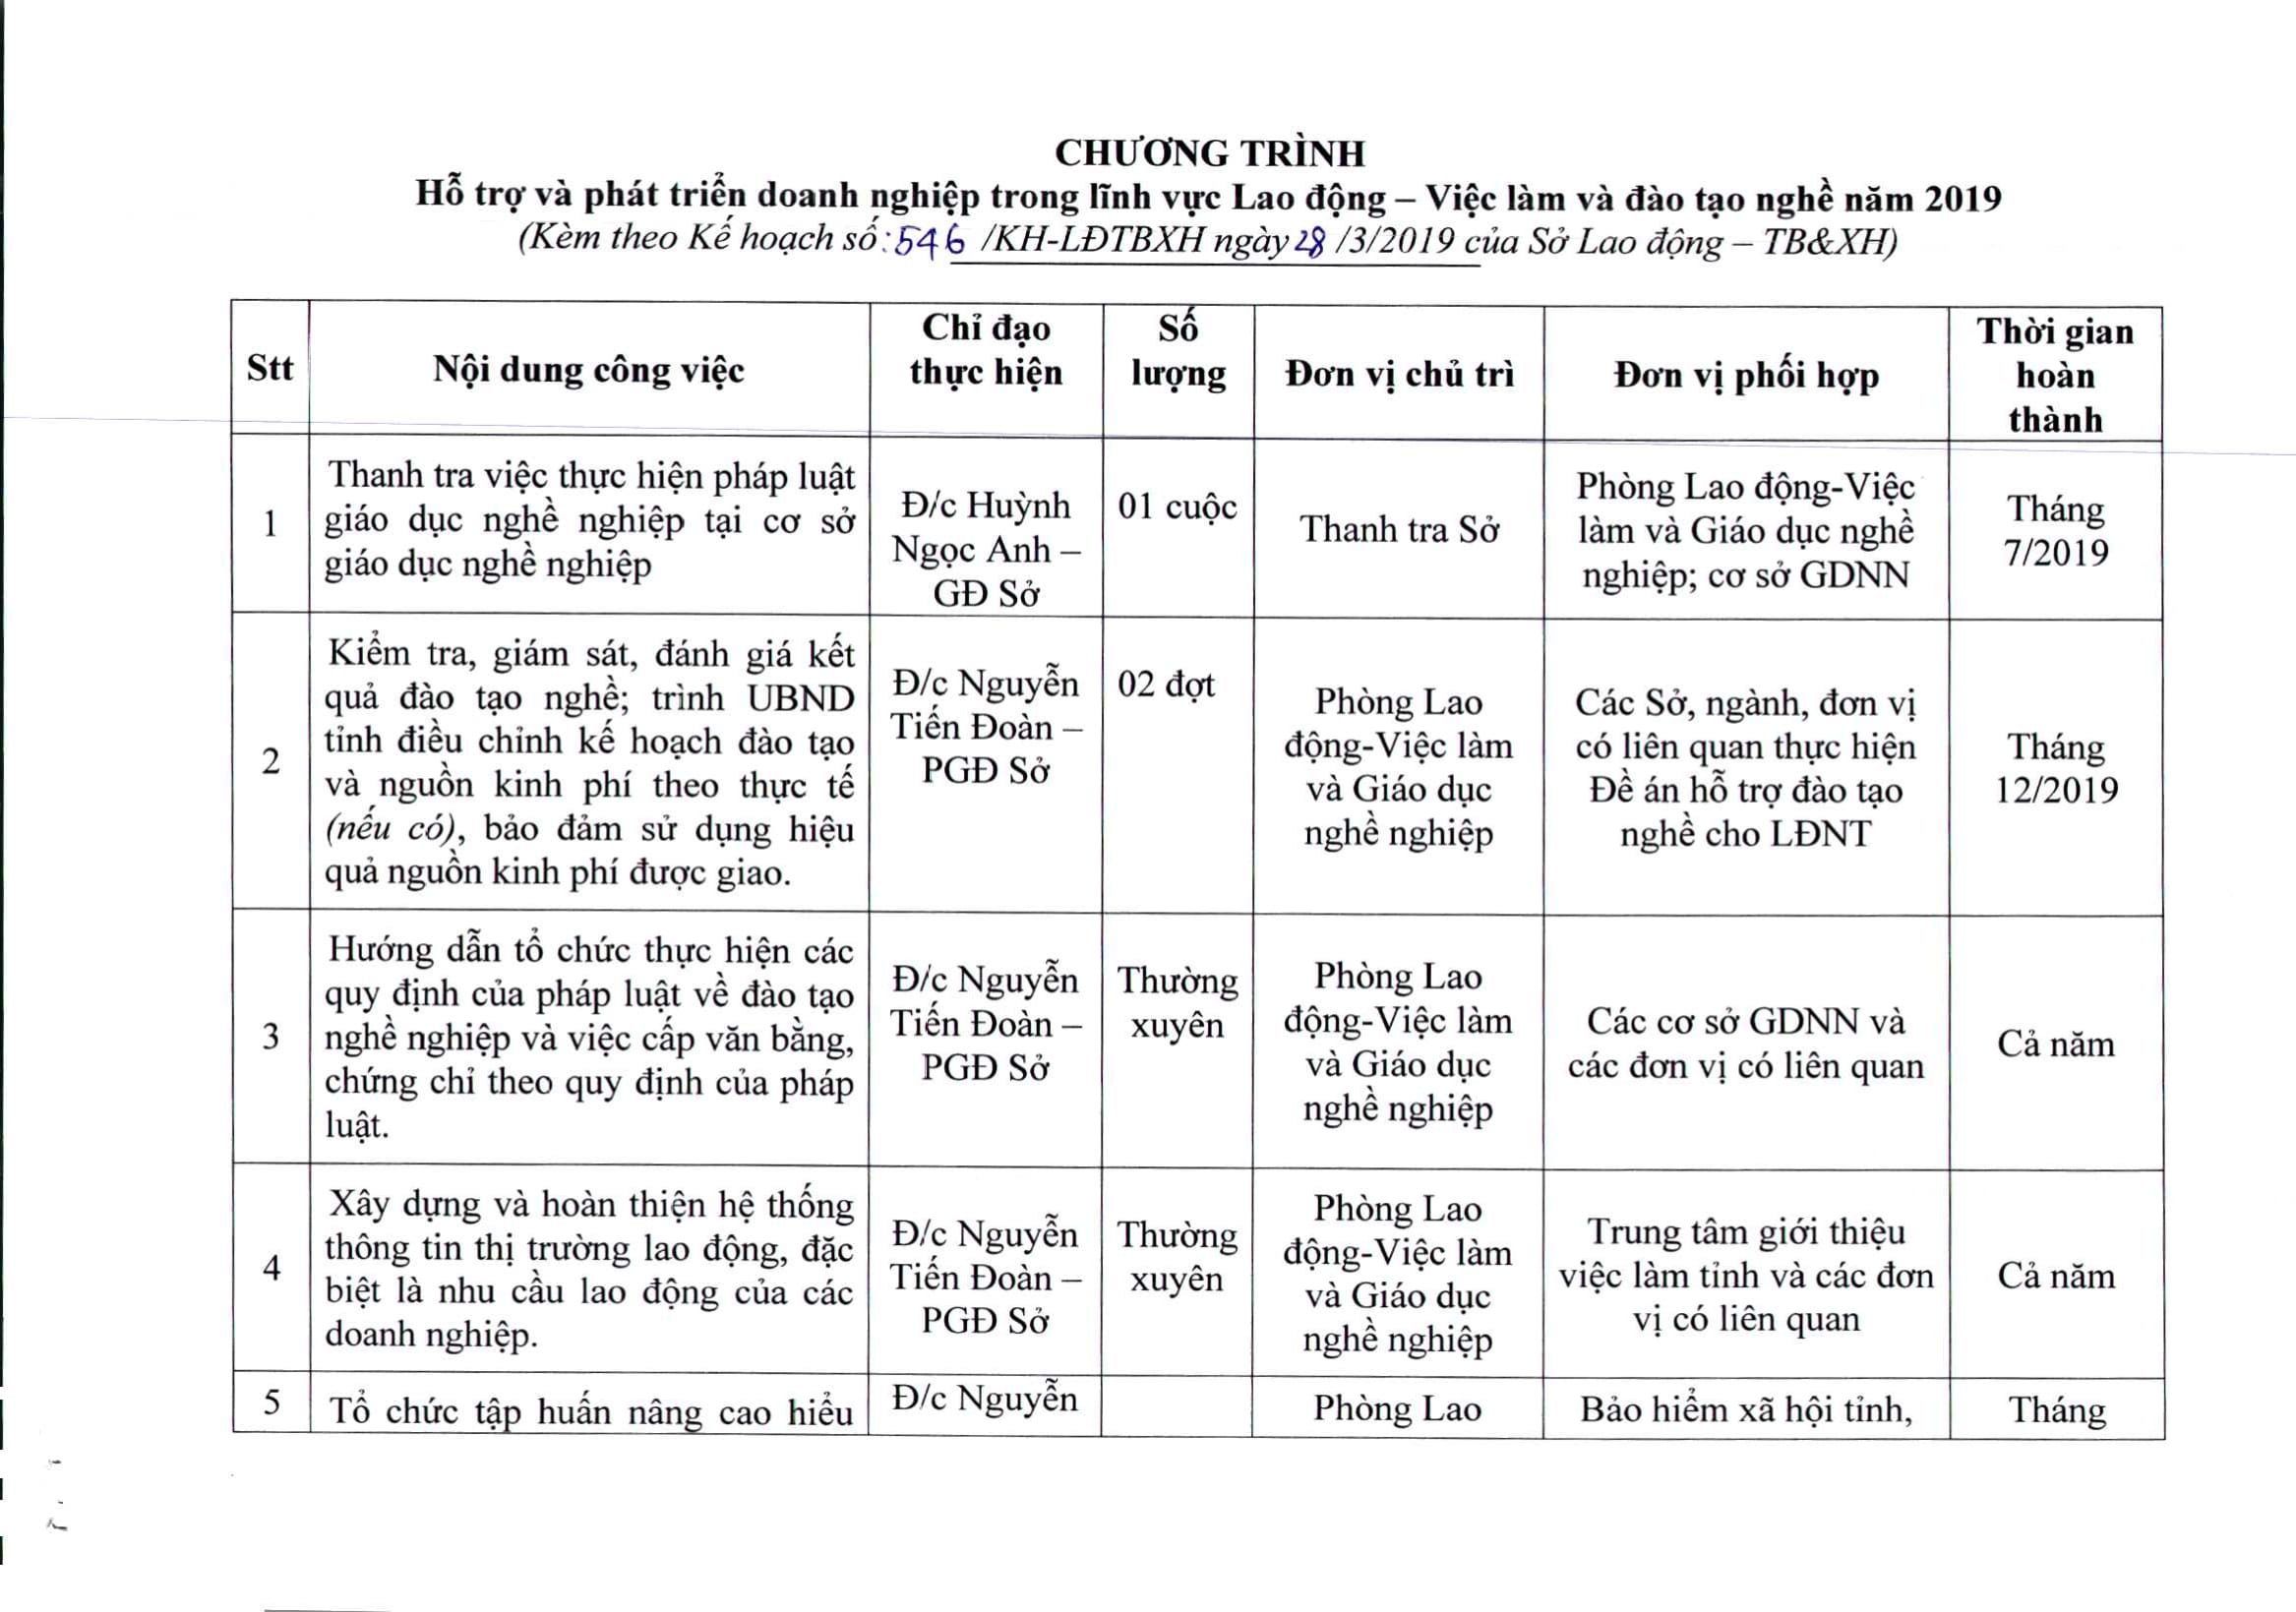 CHƯƠNG TRÌNH
Hỗ trợ và phát triển doanh nghiệp trong lĩnh vực Lao động – Việc làm và đào tạo nghề năm 2019
(Kèm theo Kế hoạch số: 546 /KH-LĐTBXH ngày 28 /3/2019 của Sở Lao động – TB&XH)
Stt
Nội dung công việc
Chỉ đạo
thực hiện
Số
lượng
Đơn vị chủ trì
Đơn vị phối hợp
Thời gian
hoàn
thành
1
Thanh tra việc thực hiện pháp luật
giáo dục nghề nghiệp tại cơ sở
giáo dục nghề nghiệp
Đ/c Huỳnh
Ngọc Anh –
GĐ Sở
01 cuộc
Thanh tra Sở
Phòng Lao động-Việc
làm và Giáo dục nghề
nghiệp; cơ sở GDNN
Tháng
7/2019
2
Kiểm tra, giám sát, đánh giá kết
quả đào tạo nghề; trình UBND
tỉnh điều chỉnh kế hoạch đào tạo
và nguồn kinh phí theo thực tế
(nếu có), bảo đảm sử dụng hiệu
quả nguồn kinh phí được giao.
Đ/c Nguyễn
Tiến Đoàn –
PGĐ Sở
02 đợt
Phòng Lao
động-Việc làm
và Giáo dục
nghề nghiệp
Các Sở, ngành, đơn vị
có liên quan thực hiện
Đề án hỗ trợ đào tạo
nghề cho LĐNT
Tháng
12/2019
3
Hướng dẫn tổ chức thực hiện các
quy định của pháp luật về đào tạo
nghề nghiệp và việc cấp văn bằng,
chứng chỉ theo quy định của pháp
luật.
Đ/c Nguyễn
Tiến Đoàn –
PGĐ Sở
Thường
xuyên
Phòng Lao
động-Việc làm
và Giáo dục
nghề nghiệp
Các cơ sở GDNN và
các đơn vị có liên quan
Cả năm
4
Xây dựng và hoàn thiện hệ thống
thông tin thị trường lao động, đặc
biệt là nhu cầu lao động của các
doanh nghiệp.
Đ/c Nguyễn
Tiến Đoàn –
PGĐ Sở
Thường
xuyên
Phòng Lao
động-Việc làm
và Giáo dục
nghề nghiệp
Trung tâm giới thiệu
việc làm tỉnh và các đơn
vị có liên quan
Cả năm
5
Tổ chức tập huấn nâng cao hiểu
Đ/c Nguyễn
Phòng Lao
Bảo hiểm xã hội tỉnh,
Tháng